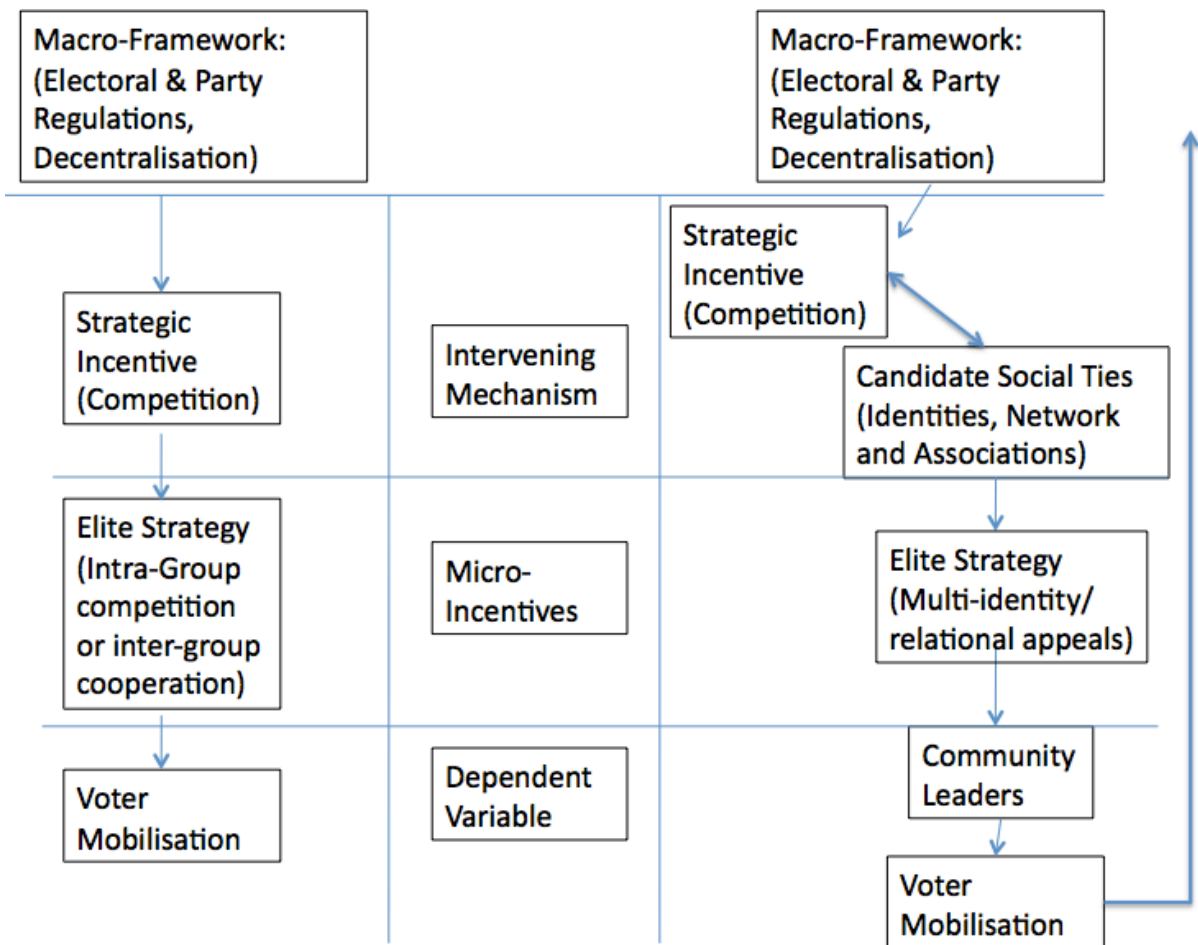 Macro-Framework:
(Electoral & Party
Regulations,
Decentralisation)
Macro-Framework:
(Electoral & Party
Regulations,
Decentralisation)
Strategic
Incentive
(Competition)
Intervening
Mechanism
Strategic
Incentive
(Competition)
Candidate Social Ties
(Identities, Network
and Associations)
Elite Strategy
(Intra-Group
competition
or inter-group
cooperation)
Micro-
Incentives
Elite Strategy
(Multi-identity/
relational appeals)
Voter
Mobilisation
Dependent
Variable
Community
Leaders
Voter
Mobilisation